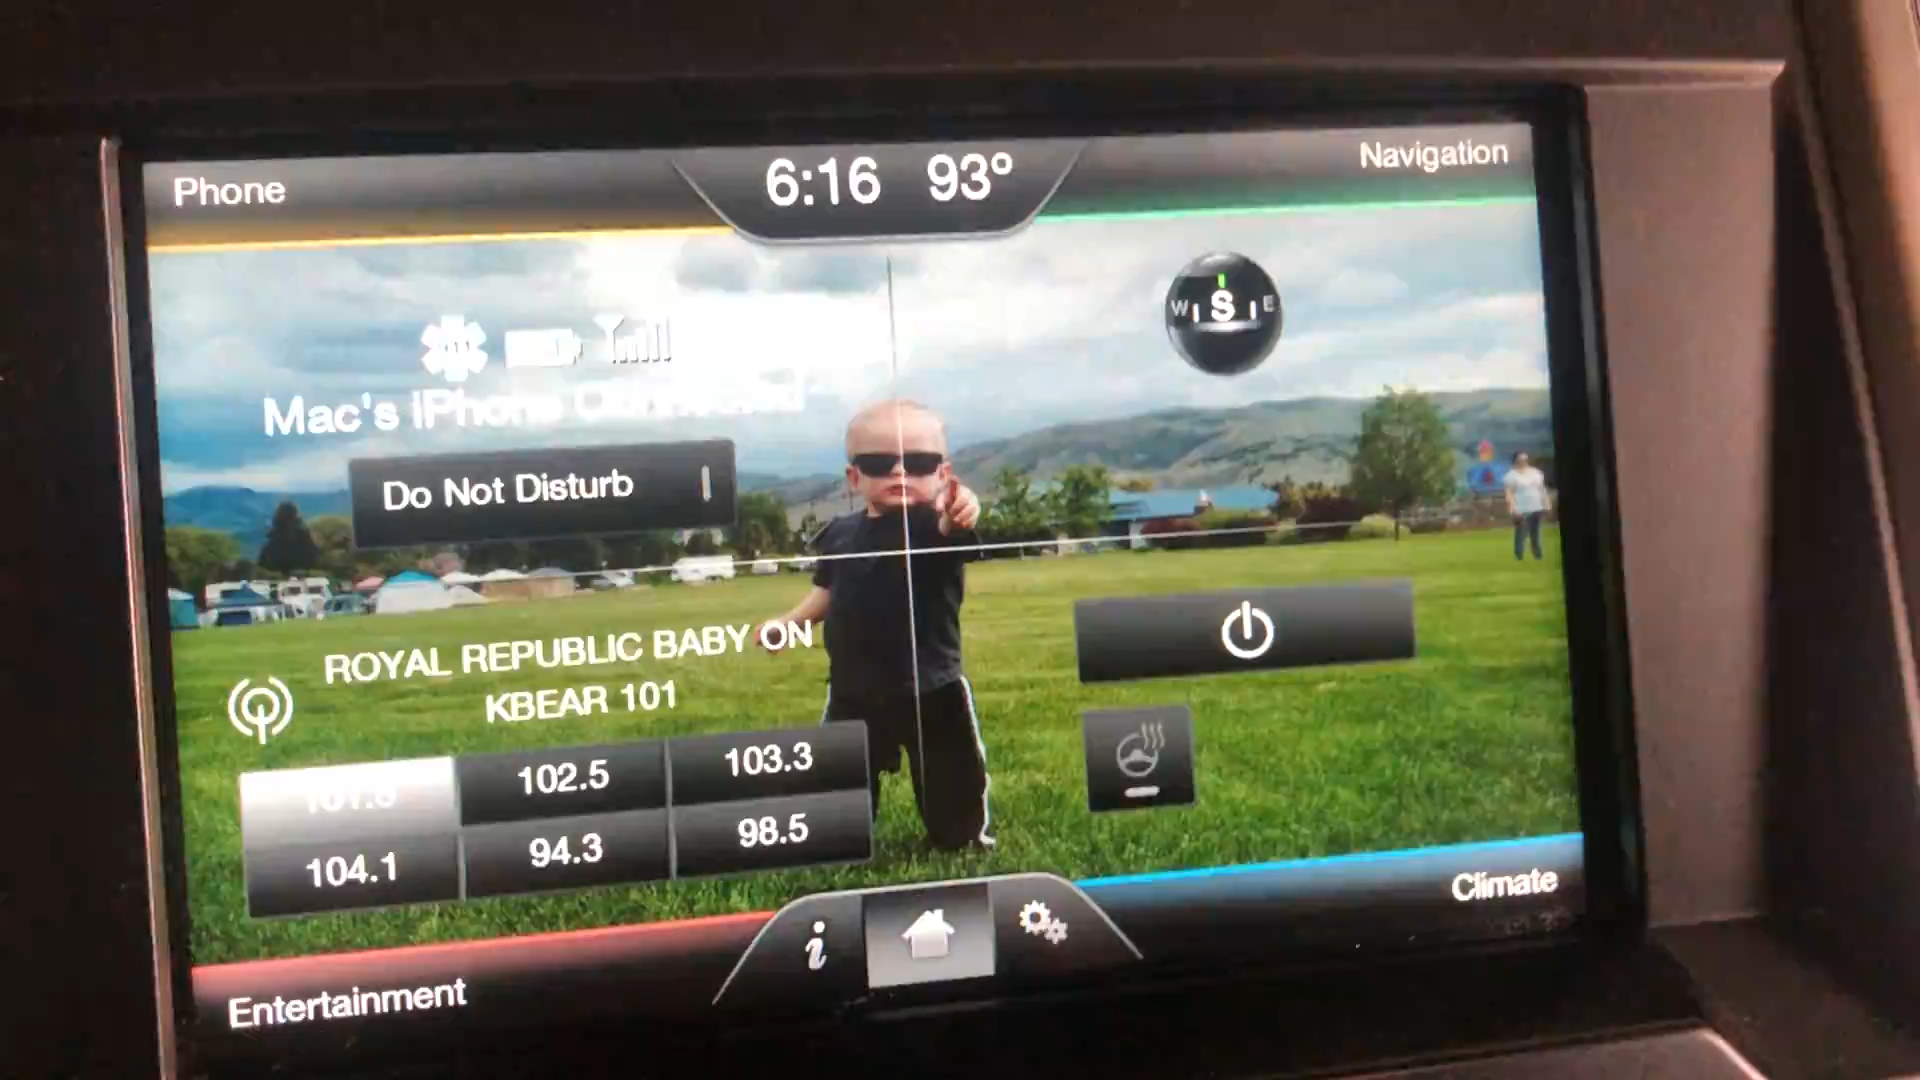 Phone
6:16 93°
Navigation
W S E
Mac's iPhone Connected
Do Not Disturb
ROYAL REPUBLIC BABY ON
KBEAR 101
102.5
103.3
104.1
94.3
98.5
Climate
i
Entertainment